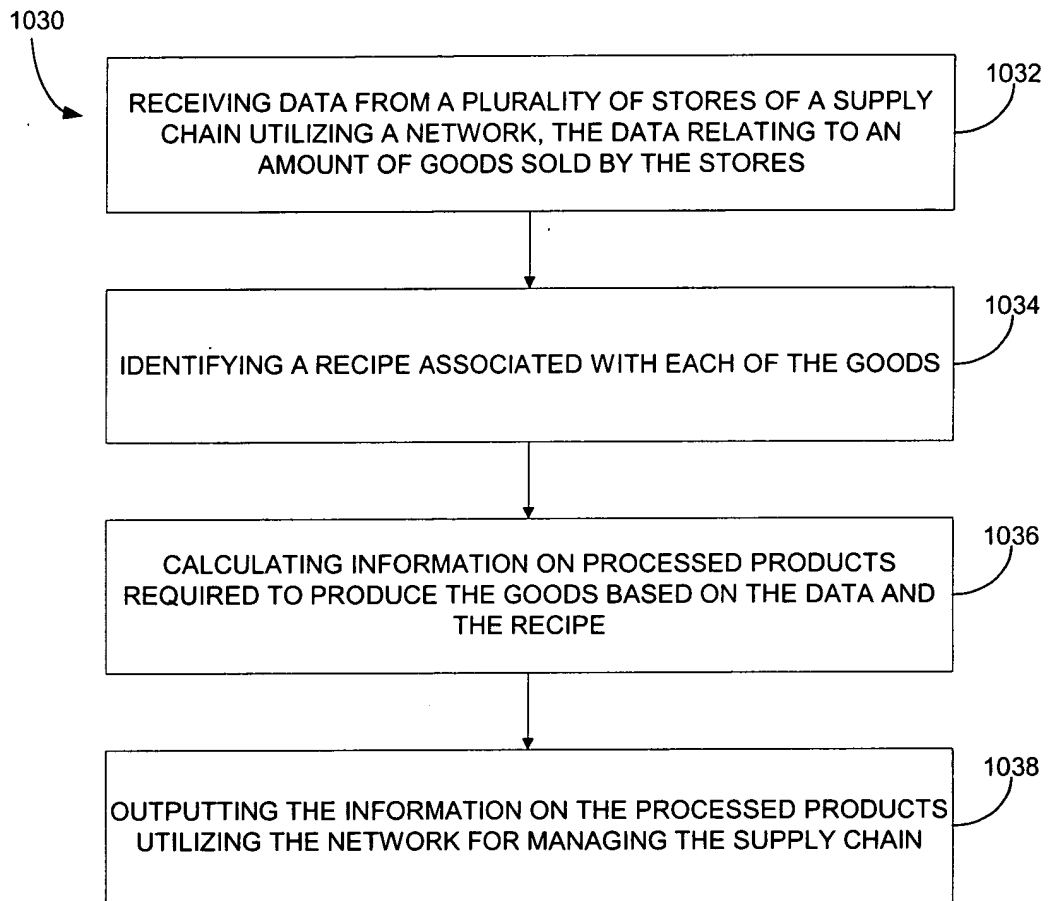 1030
1032
RECEIVING DATA FROM A PLURALITY OF STORES OF A SUPPLY
CHAIN UTILIZING A NETWORK, THE DATA RELATING TO AN
AMOUNT OF GOODS SOLD BY THE STORES
1034
IDENTIFYING A RECIPE ASSOCIATED WITH EACH OF THE GOODS
1036
CALCULATING INFORMATION ON PROCESSED PRODUCTS
REQUIRED TO PRODUCE THE GOODS BASED ON THE DATA AND
THE RECIPE
1038
OUTPUTTING THE INFORMATION ON THE PROCESSED PRODUCTS
UTILIZING THE NETWORK FOR MANAGING THE SUPPLY CHAIN